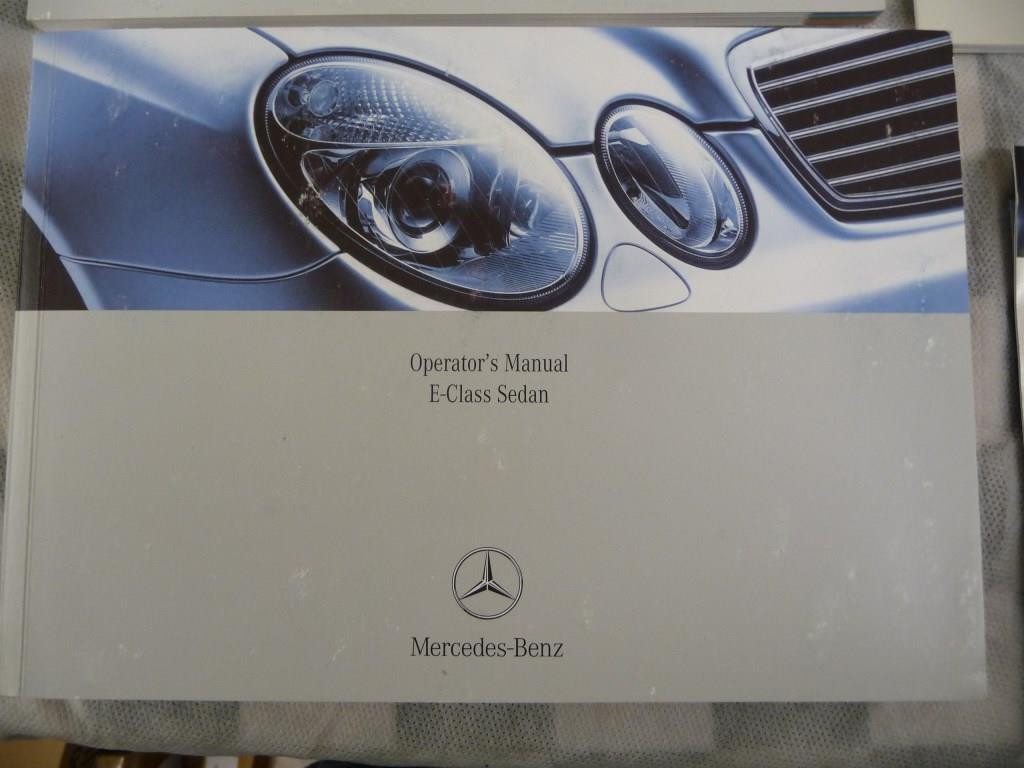 Operator's Manual
E-Class Sedan
Mercedes-Benz